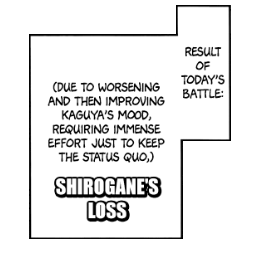 RESULT
OF
TODAY'S
BATTLE:
(DUE TO WORSENING
AND THEN IMPROVING
KAGUYA'S MOOD,
REQUIRING IMMENSE
EFFORT JUST TO KEEP
THE STATUS QUO,)
SHIROGANE'S
LOSS